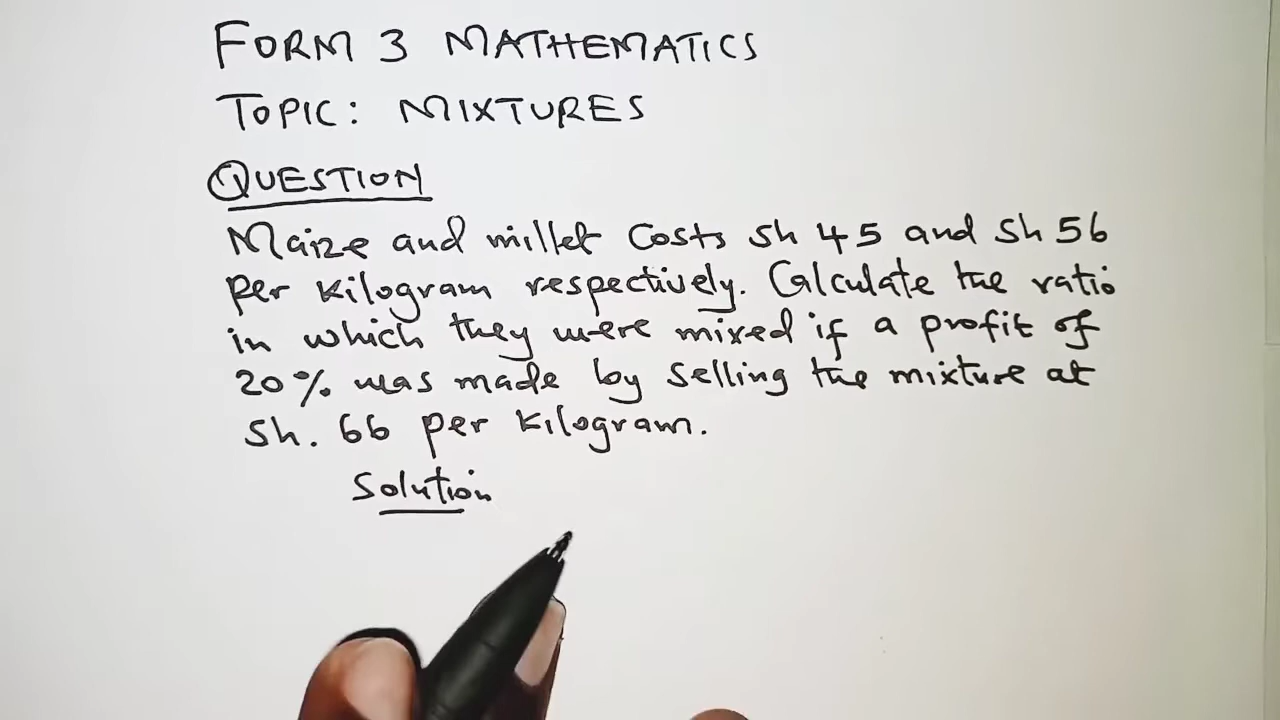 FORM 3 MATHEMATICS
TOPIC: MIXTURES
QUESTION
Maize and millet Costs Sh 45 and Sh 56
per kilogram respectively. Calculate the ratio
in which they were mixed if a profit of
20% was made by selling the mixture at
Sh. 66 per kilogram.
Solution